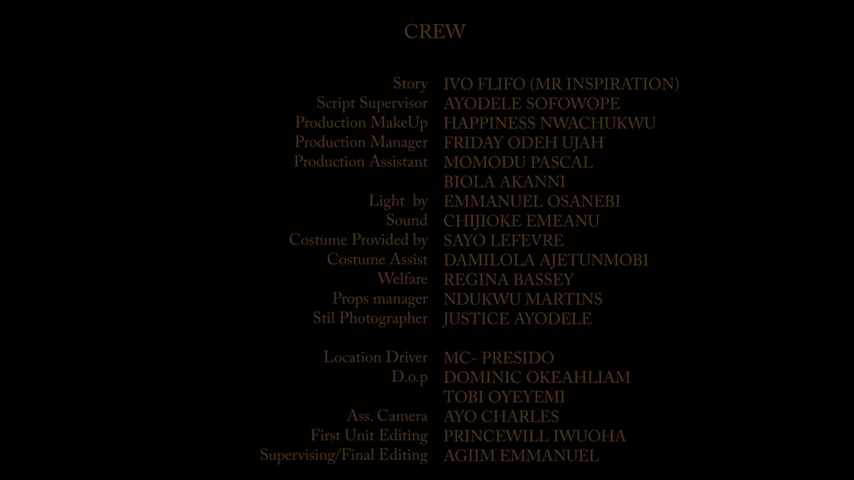 CREW
Story IVO FLIFO (MR INSPIRATION)
Script Supervisor AYODELE SOFOWOPE
Production MakeUp HAPPINESS NWACHUKWU
Production Manager FRIDAY ODEH UJAH
Production Assistant MOMODU PASCAL
BIOLA AKANNI
Light by EMMANUEL OSANEBI
Sound CHIJIOKE EMEANU
Costume Provided by SAYO LEFEVRE
Costume Assist DAMILOLA AJETUNMOBI
Welfare REGINA BASSEY
Props manager NDUKWU MARTINS
Stil Photographer JUSTICE AYODELE
Location Driver MC- PRESIDO
D.o.p DOMINIC OKEAHLIAM
TOBI OYEYEMI
Ass. Camera AYO CHARLES
First Unit Editing PRINCEWILL IWUOHA
Supervising/Final Editing AGIIM EMMANUEL